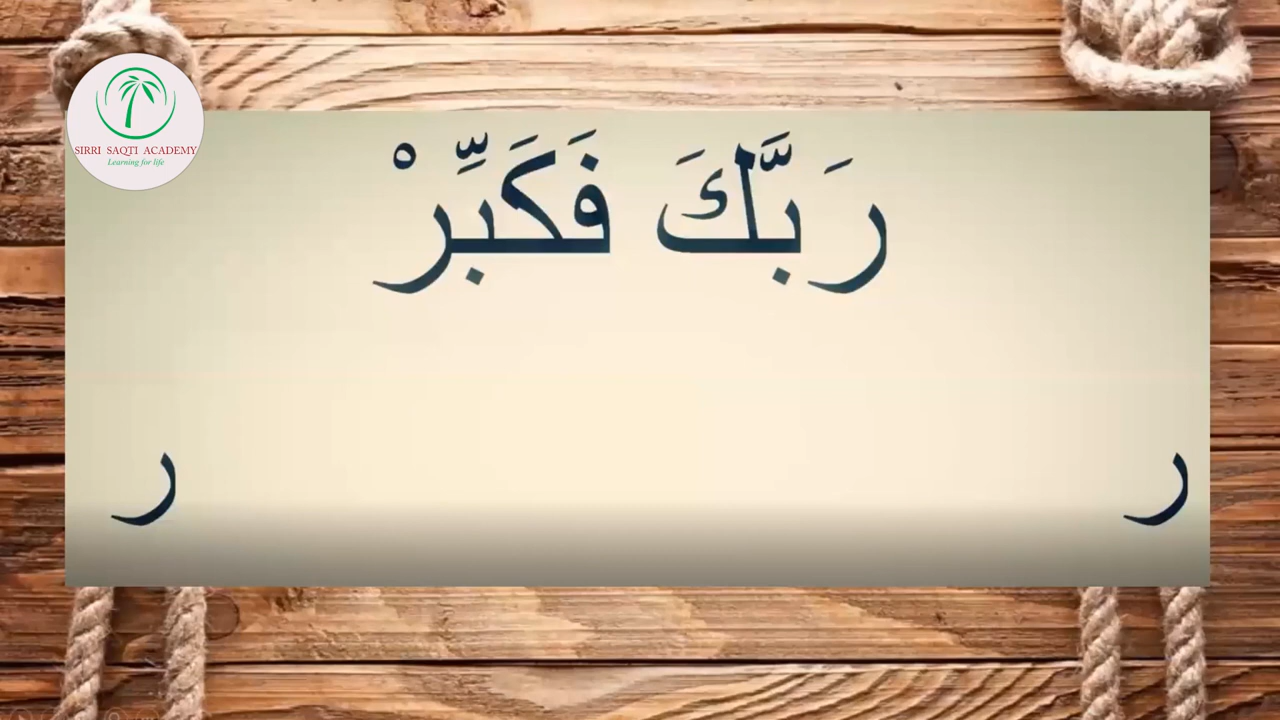 SIRRI SAQTI ACADEMY
Learning for life
رَبَّكَ فَكَبِّرْ
ر ر